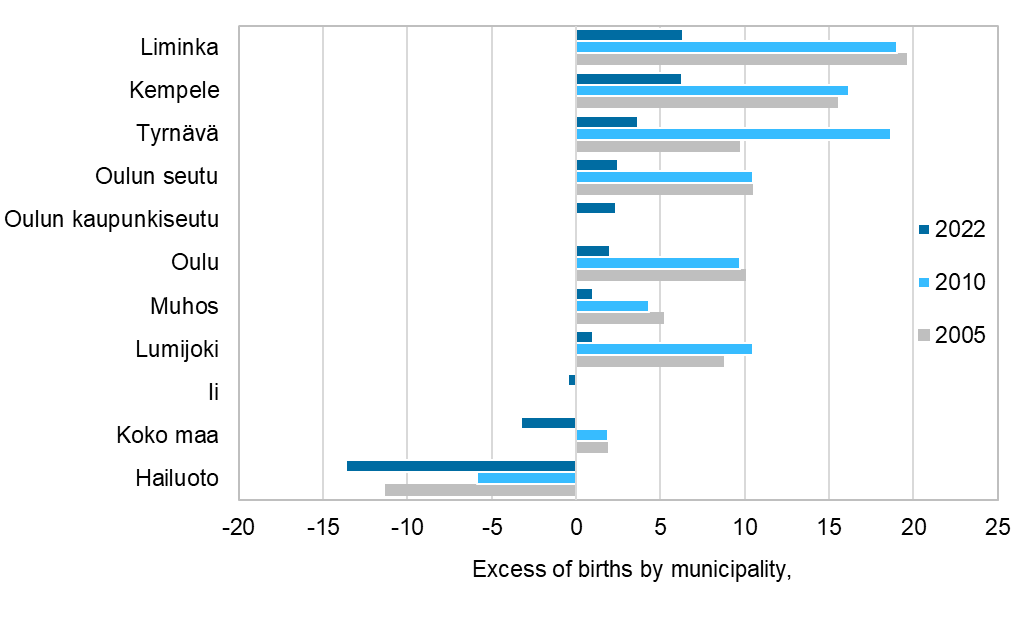 Liminka
Kempele
Tyrnävä
Oulun seutu
Oulun kaupunkiseutu
Oulu
Muhos
Lumijoki
Ii
Koko maa
Hailuoto
2022
2010
2005
-20 -15 -10 -5 0 5 10 15 20 25
Excess of births by municipality,